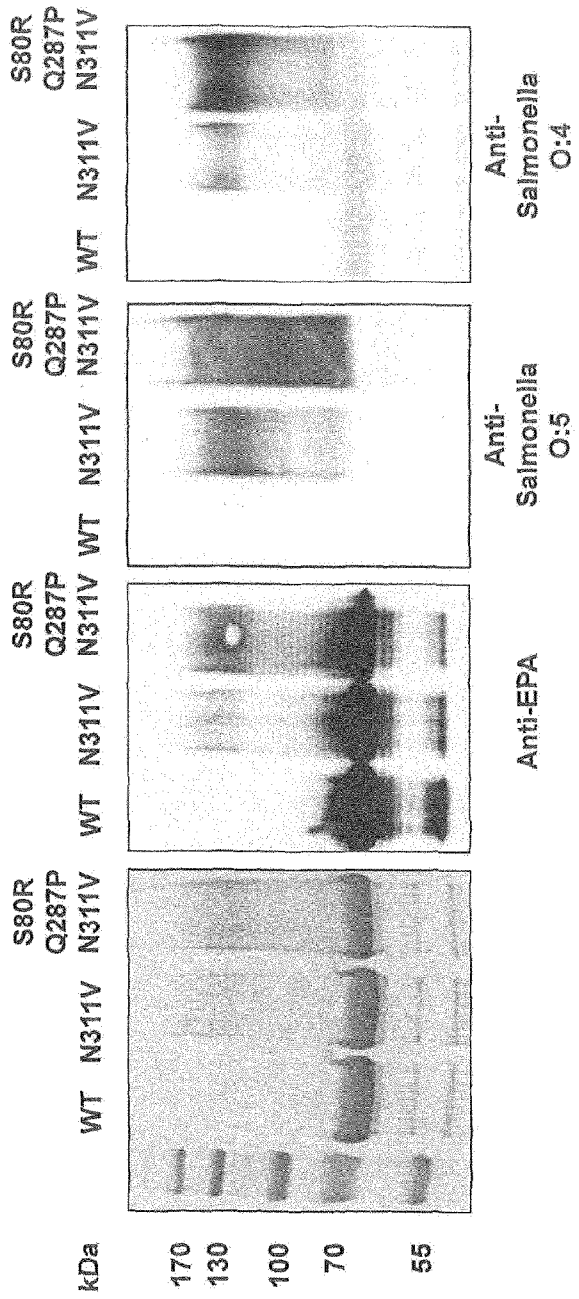 S80R
Q287P
kDa WT N311V N311V
170
130
100
70
55
S80R
Q287P
WT N311V N311V
Anti-EPA
S80R
Q287P
WT N311V N311V
Anti-
Salmonella
O:5
S80R
Q287P
WT N311V N311V
Anti-
Salmonella
O:4